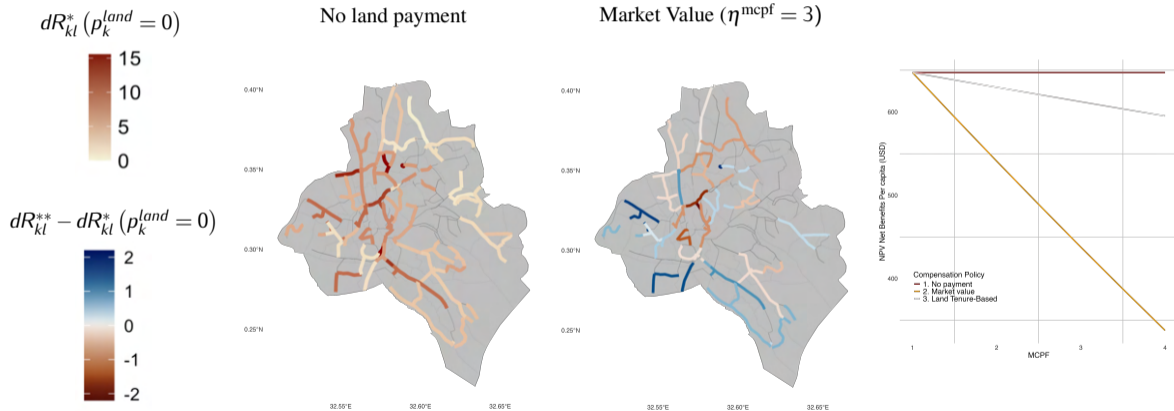 dR*ₖₗ (pₖˡᵃⁿᵈ = 0)
15
10
5
0
dR**ₖₗ − dR*ₖₗ (pₖˡᵃⁿᵈ = 0)
2
1
0
-1
-2
No land payment
0.40°N
0.35°N
0.30°N
0.25°N
32.55°E 32.60°E 32.65°E
Market Value (ηᵐᶜᵖᶠ = 3)
0.40°N
0.35°N
0.30°N
0.25°N
32.55°E 32.60°E 32.65°E
NPV Net Benefits Per capita (USD)
600
500
400
Compensation Policy
1. No payment
2. Market value
3. Land Tenure-Based
1 2 3 4
MCPF